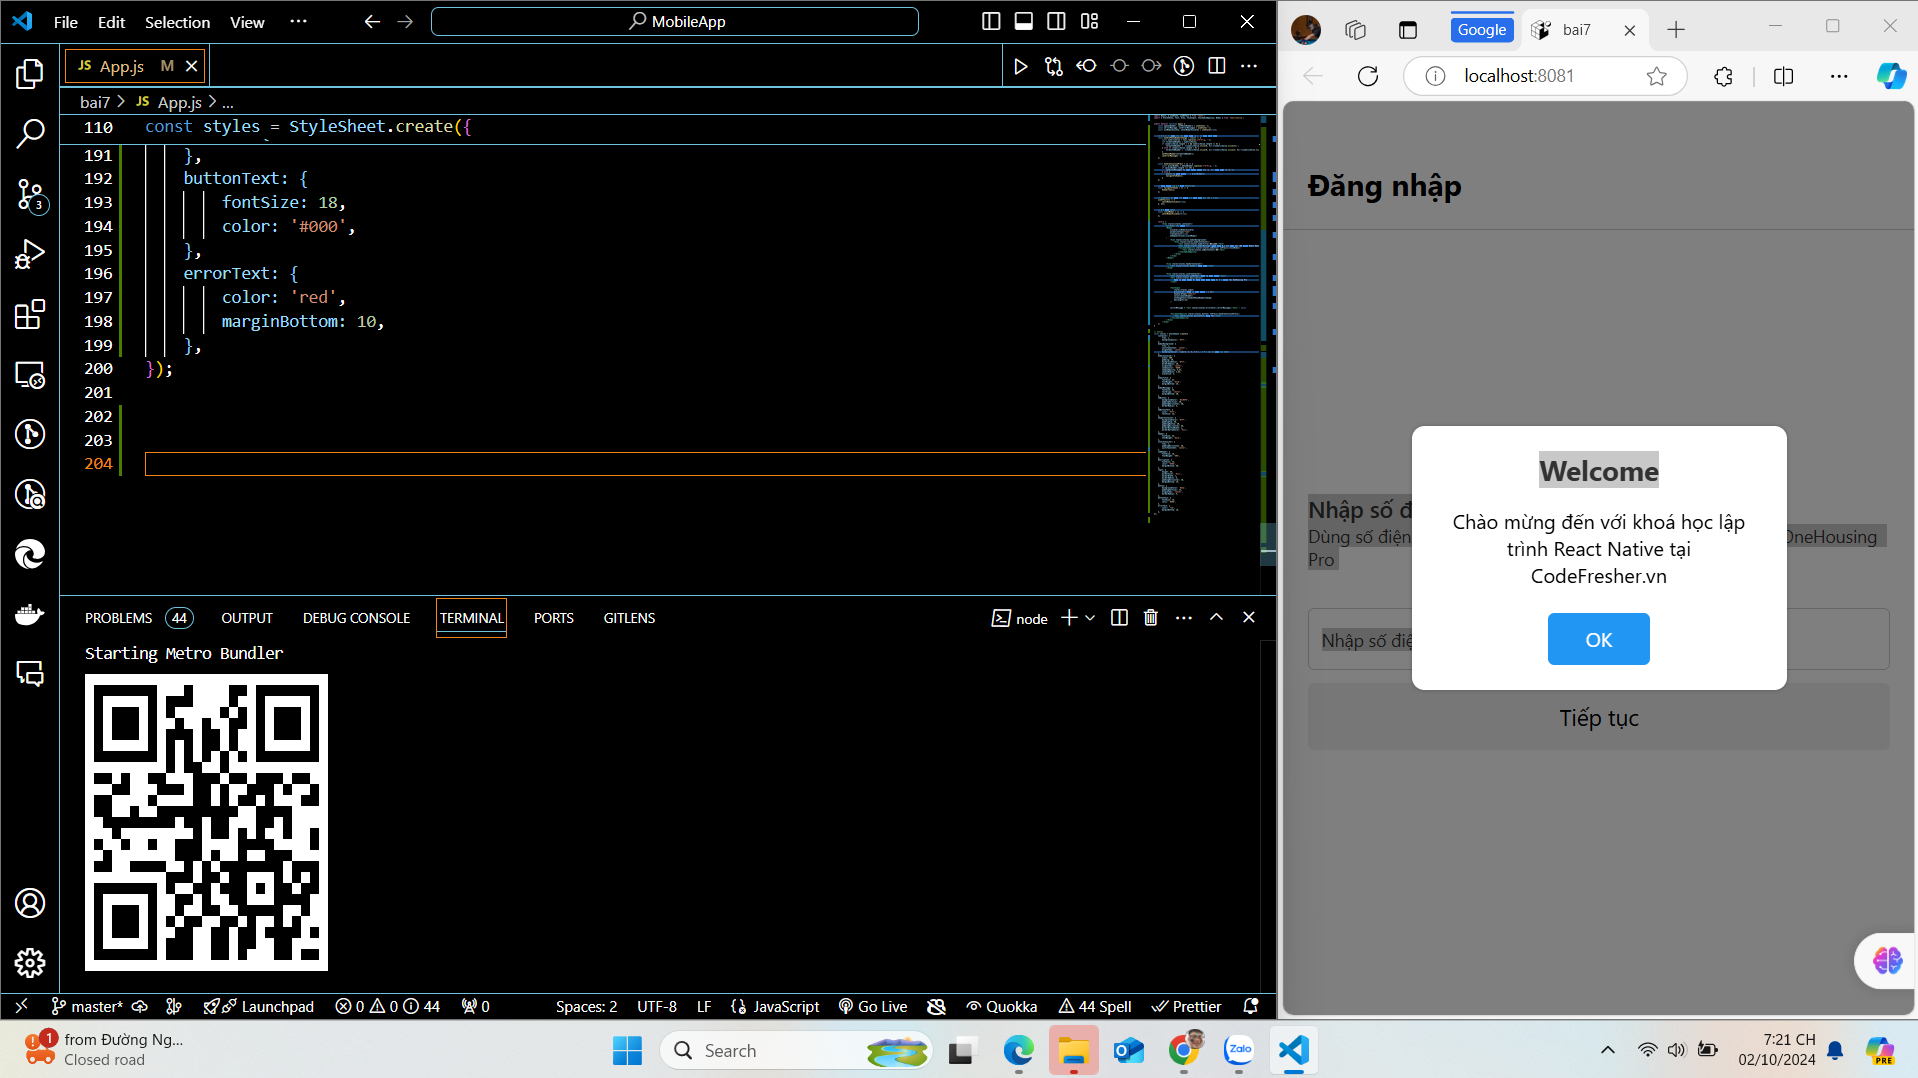 File Edit Selection View ··· MobileApp
JS App.js M
bai7 > JS App.js > ...
110 const styles = StyleSheet.create({
191 },
192 buttonText: {
193 fontSize: 18,
194 color: '#000',
195 },
196 errorText: {
197 color: 'red',
198 marginBottom: 10,
199 },
200 });
201
202
203
204
PROBLEMS 44 OUTPUT DEBUG CONSOLE TERMINAL PORTS GITLENS node
Starting Metro Bundler
3
master* Launchpad 0 0 44 0 Spaces: 2 UTF-8 LF JavaScript Go Live Quokka 44 Spell Prettier
Google bai7
localhost:8081
Đăng nhập
Nhập số đ
Dùng số điện
OneHousing
Pro
Nhập số điệ
Tiếp tục
Welcome
Chào mừng đến với khoá học lập
trình React Native tại
CodeFresher.vn
OK
1 from Đường Ng...
Closed road
Search
Zalo
7:21 CH
02/10/2024
PRE